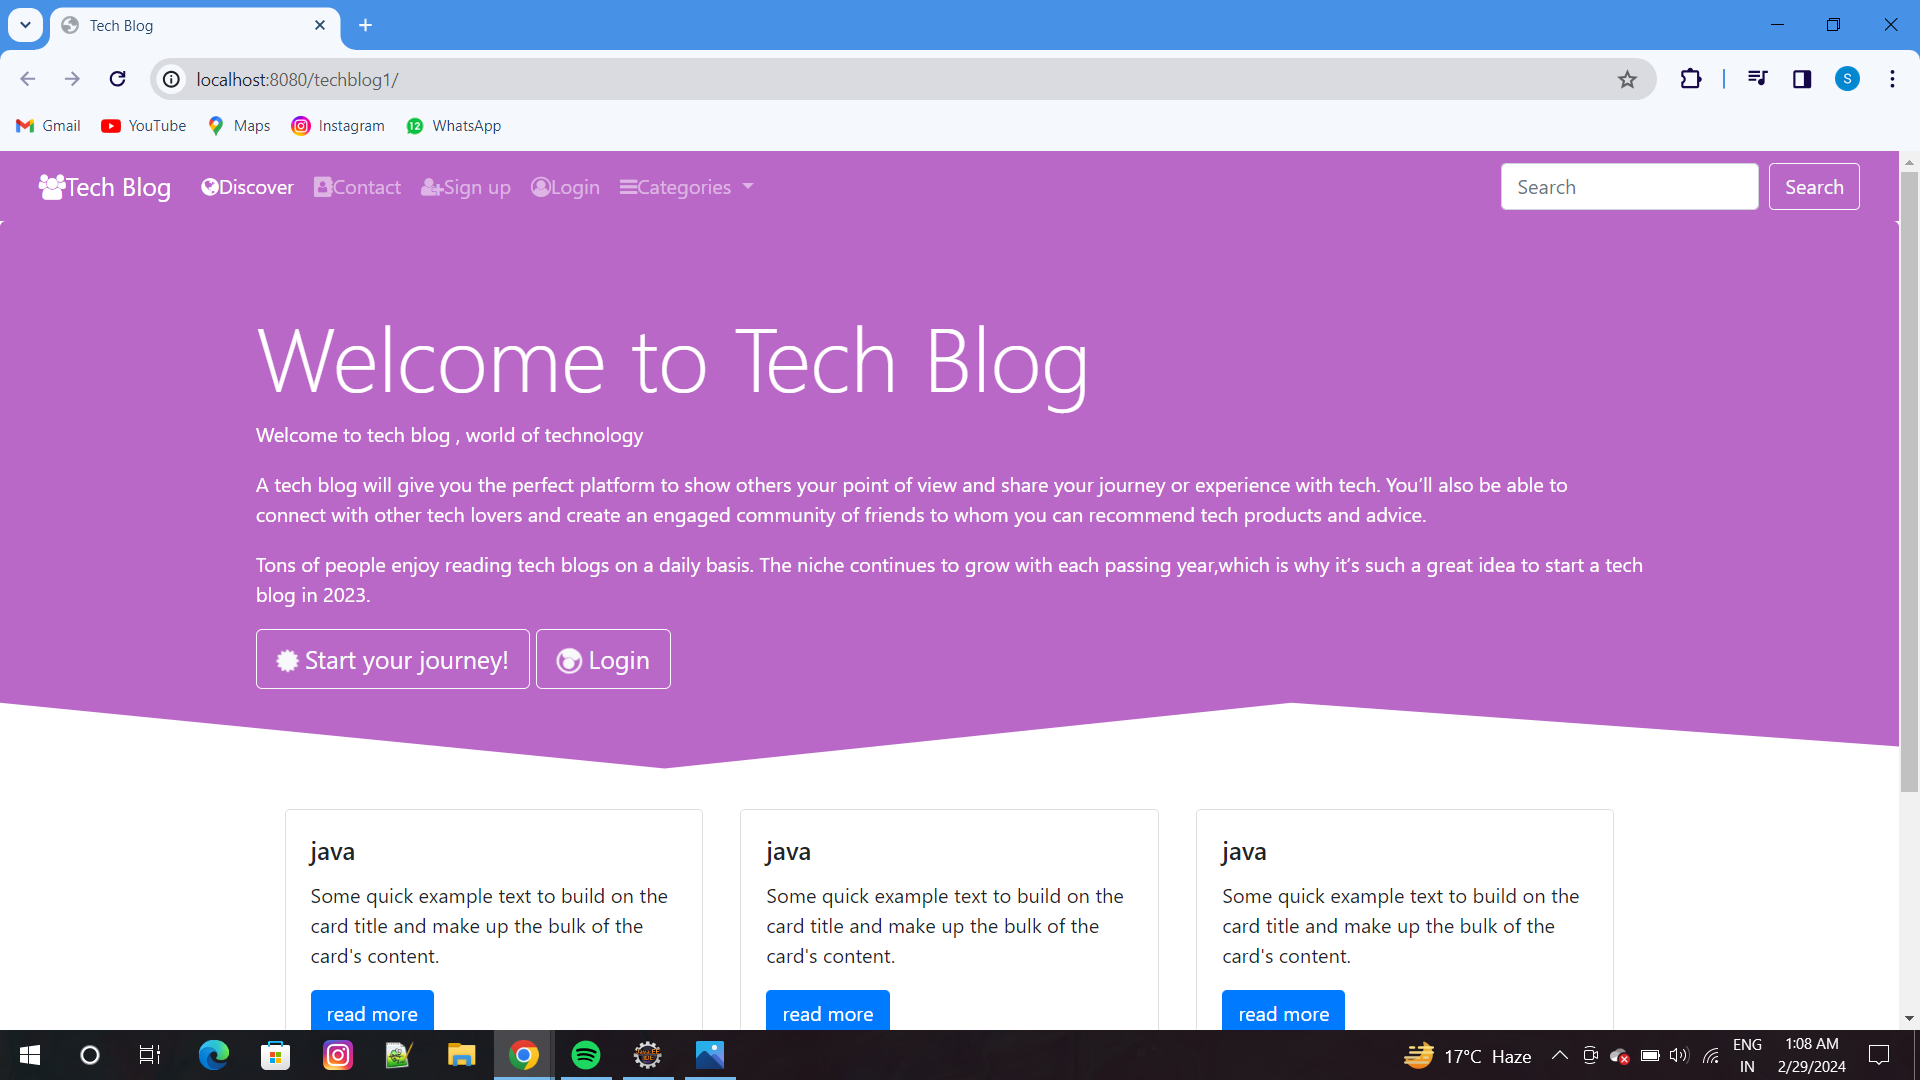 Tech Blog
localhost:8080/techblog1/
S
Gmail YouTube Maps Instagram 12 WhatsApp
Tech Blog Discover Contact Sign up Login Categories Search Search
Welcome to Tech Blog
Welcome to tech blog , world of technology
A tech blog will give you the perfect platform to show others your point of view and share your journey or experience with tech. You’ll also be able to
connect with other tech lovers and create an engaged community of friends to whom you can recommend tech products and advice.
Tons of people enjoy reading tech blogs on a daily basis. The niche continues to grow with each passing year,which is why it’s such a great idea to start a tech
blog in 2023.
Start your journey! Login
java
Some quick example text to build on the
card title and make up the bulk of the
card's content.
read more
java
Some quick example text to build on the
card title and make up the bulk of the
card's content.
read more
java
Some quick example text to build on the
card title and make up the bulk of the
card's content.
read more
17°C Haze
ENG
IN
1:08 AM
2/29/2024